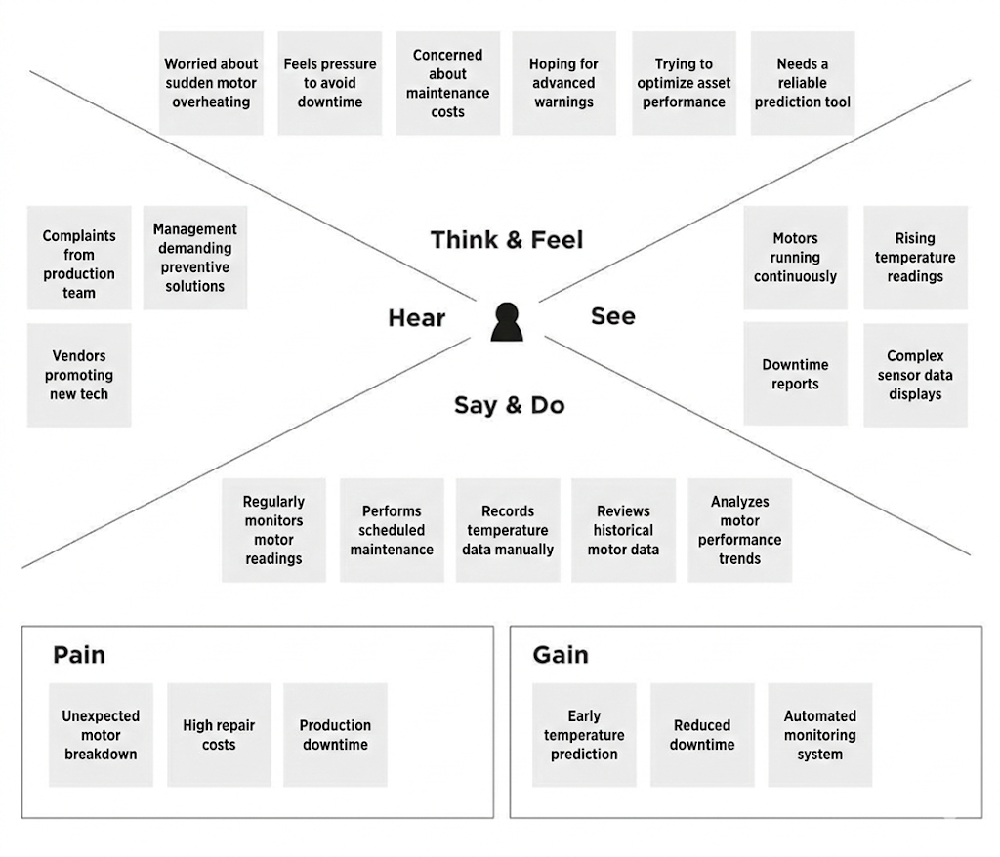 Worried about
sudden motor
overheating
Feels pressure
to avoid
downtime
Concerned
about
maintenance
costs
Hoping for
advanced
warnings
Trying to
optimize asset
performance
Needs a
reliable
prediction tool
Think & Feel
Complaints
from
production
team
Management
demanding
preventive
solutions
Vendors
promoting
new tech
Hear
See
Motors
running
continuously
Rising
temperature
readings
Downtime
reports
Complex
sensor data
displays
Say & Do
Regularly
monitors
motor
readings
Performs
scheduled
maintenance
Records
temperature
data manually
Reviews
historical
motor data
Analyzes
motor
performance
trends
Pain
Unexpected
motor
breakdown
High repair
costs
Production
downtime
Gain
Early
temperature
prediction
Reduced
downtime
Automated
monitoring
system